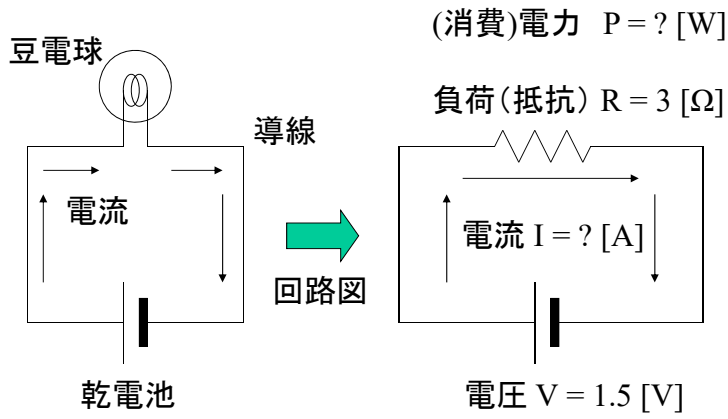 (消費)電力 P = ? [W]
豆電球
負荷(抵抗) R = 3 [Ω]
導線
電流
電流 I = ? [A]
回路図
乾電池
電圧 V = 1.5 [V]